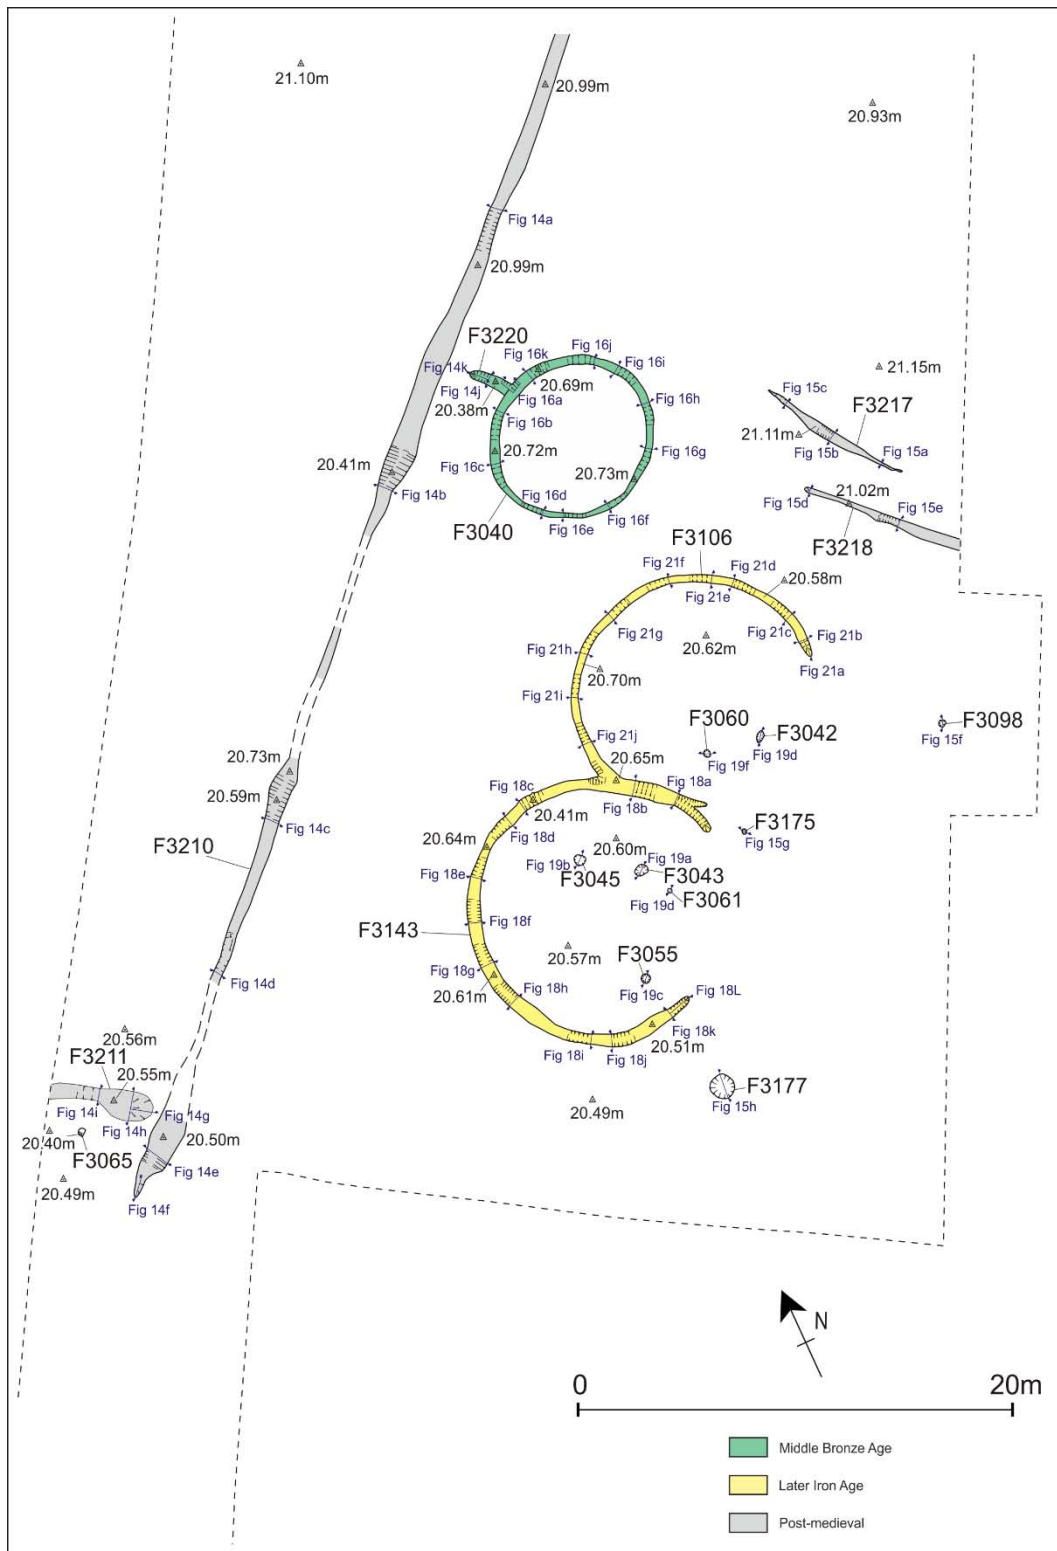 20.99m
21.10m
20.93m
Fig 14a
20.99m
F3220
Fig 16j
Fig 16k
Fig 16i
Fig 14k
21.15m
Fig 14j
20.69m
Fig 15c
20.38m
Fig 16a
Fig 16h
F3217
Fig 16b
21.11m
20.72m
Fig 15b
Fig 15a
Fig 16g
20.41m
Fig 16c
20.73m
Fig 14b
Fig 16d
21.02m
Fig 15d
Fig 15e
F3040
Fig 16e
Fig 16f
F3218
F3106
Fig 21f
Fig 21d
20.58m
Fig 21e
Fig 21g
Fig 21c
Fig 21b
20.62m
Fig 21h
Fig 21a
20.70m
Fig 21i
F3060
F3042
F3098
Fig 21j
Fig 15f
Fig 19f
Fig 19d
20.73m
20.65m
Fig 18a
20.59m
Fig 18c
Fig 18b
20.41m
Fig 14c
F3175
Fig 18d
F3210
20.64m
20.60m
Fig 15g
Fig 19b
Fig 19a
F3045
F3043
Fig 18e
F3061
Fig 19d
Fig 18f
F3143
20.57m
F3055
Fig 18g
Fig 14d
Fig 19c
Fig 18L
20.61m
Fig 18h
Fig 18k
20.51m
20.56m
Fig 18i
Fig 18j
F3211
20.55m
F3177
Fig 14i
Fig 14g
20.49m
Fig 15h
Fig 14h
20.40m
20.50m
F3065
Fig 14e
20.49m
Fig 14f
N
0
20m
Middle Bronze Age
Later Iron Age
Post-medieval